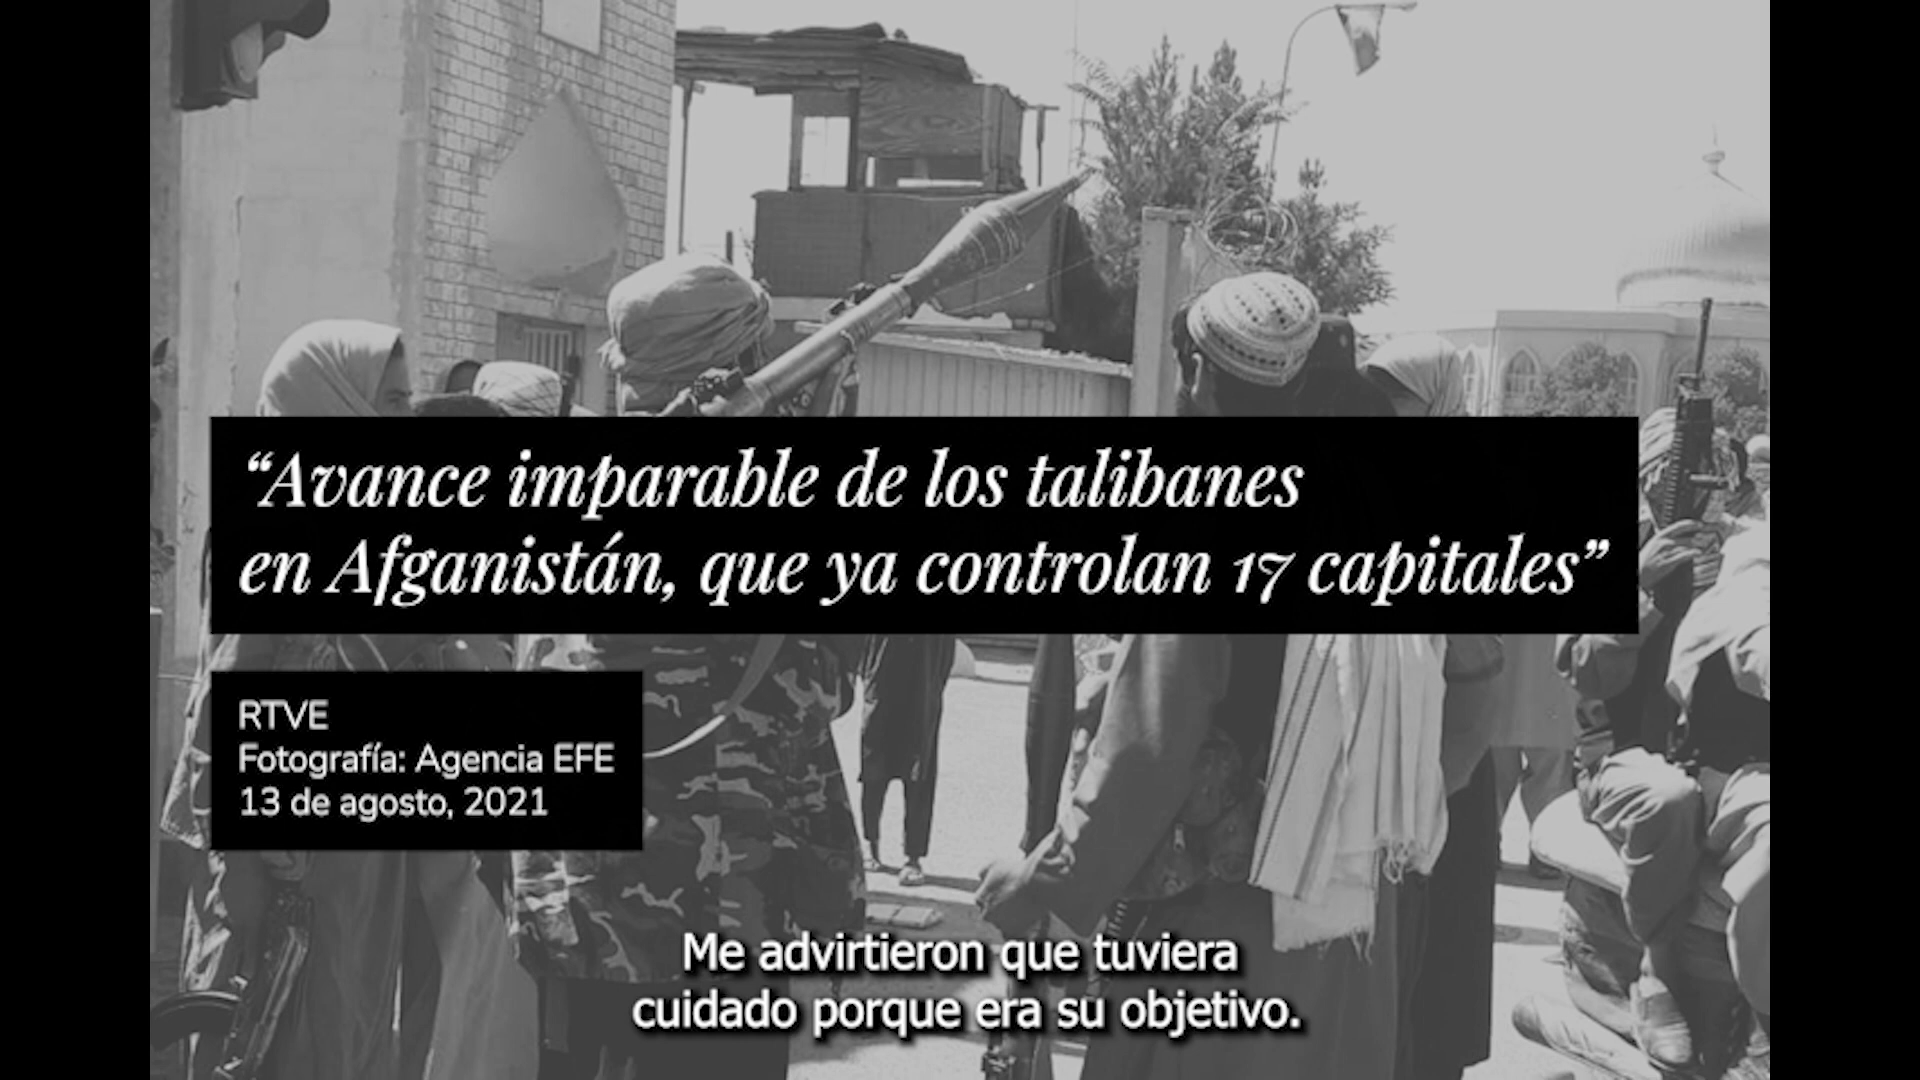 “Avance imparable de los talibanes
en Afganistán, que ya controlan 17 capitales”
RTVE
Fotografía: Agencia EFE
13 de agosto, 2021
Me advirtieron que tuviera
cuidado porque era su objetivo.